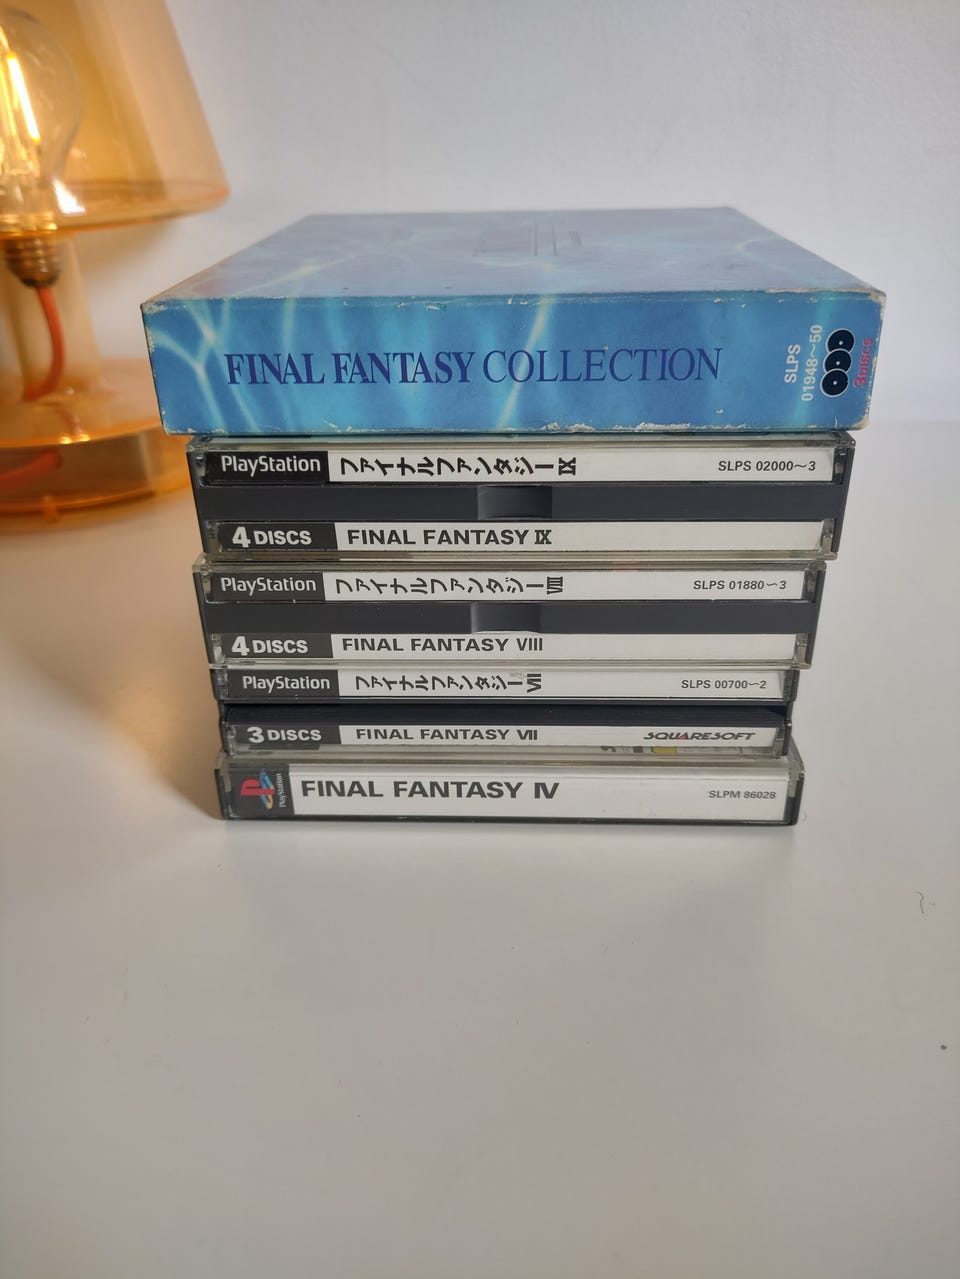 FINAL FANTASY COLLECTION
SLPS
01948~50
3DISCS
PlayStation ファイナルファンタジーIX SLPS 02000~3
4 DISCS FINAL FANTASY IX
PlayStation ファイナルファンタジーVIII SLPS 01880~3
4 DISCS FINAL FANTASY VIII
PlayStation ファイナルファンタジーVII SLPS 00700~2
3 DISCS FINAL FANTASY VII SQUARESOFT
PlayStation FINAL FANTASY IV SLPM 86028